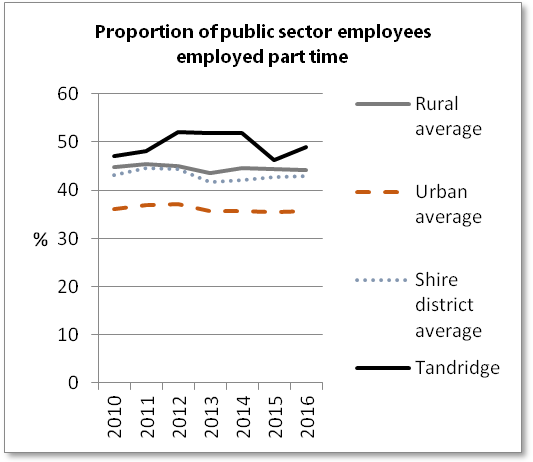 Proportion of public sector employees
employed part time
60
50
40
30
20
10
0
%
2010
2011
2012
2013
2014
2015
2016
Rural
average
Urban
average
Shire
district
average
Tandridge